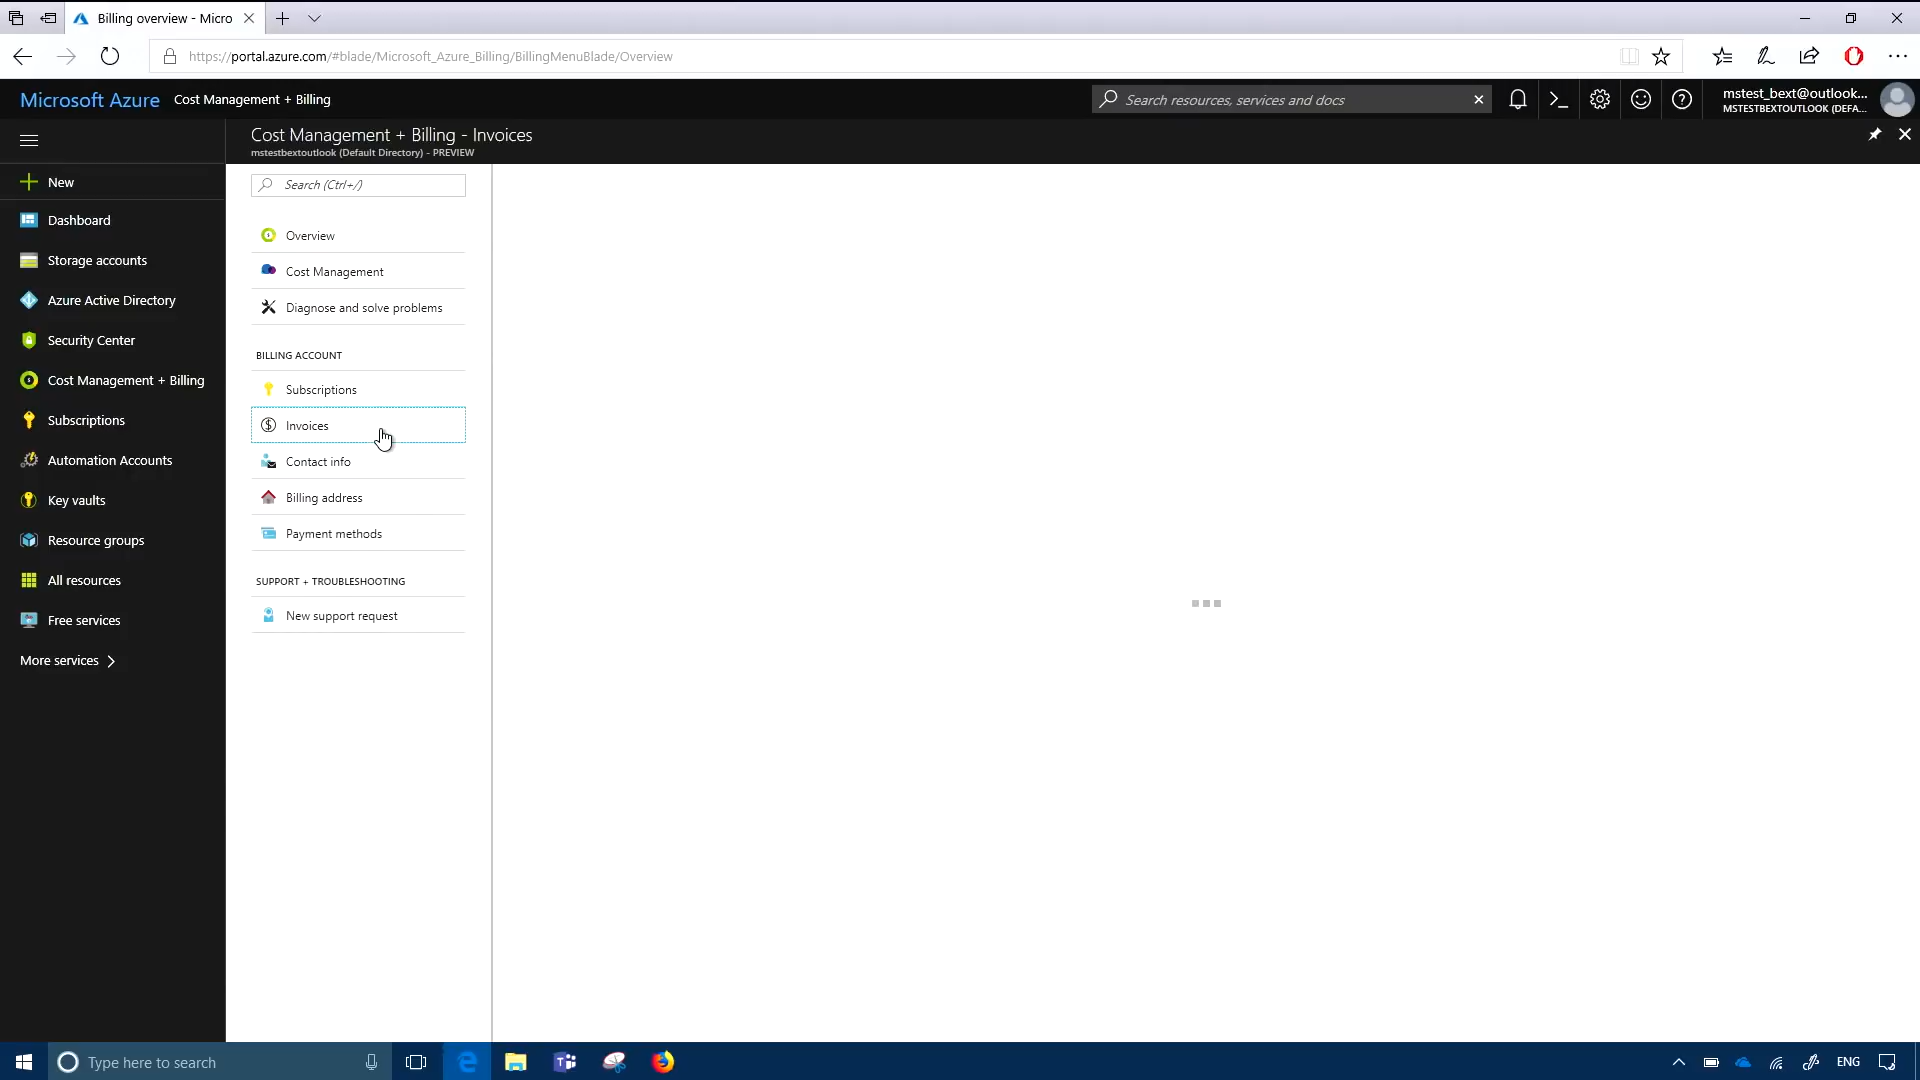 Billing overview - Micro
https://portal.azure.com/#blade/Microsoft_Azure_Billing/BillingMenuBlade/Overview
Microsoft Azure Cost Management + Billing
Search resources, services and docs
mstest_bext@outlook...
MSTESTBEXTOUTLOOK (DEFA...
Cost Management + Billing - Invoices
mstestbextoutlook (Default Directory) - PREVIEW
New
Dashboard
Storage accounts
Azure Active Directory
Security Center
Cost Management + Billing
Subscriptions
Automation Accounts
Key vaults
Resource groups
All resources
Free services
More services
Search (Ctrl+/)
Overview
Cost Management
Diagnose and solve problems
BILLING ACCOUNT
Subscriptions
Invoices
Contact info
Billing address
Payment methods
SUPPORT + TROUBLESHOOTING
New support request
Type here to search
ENG